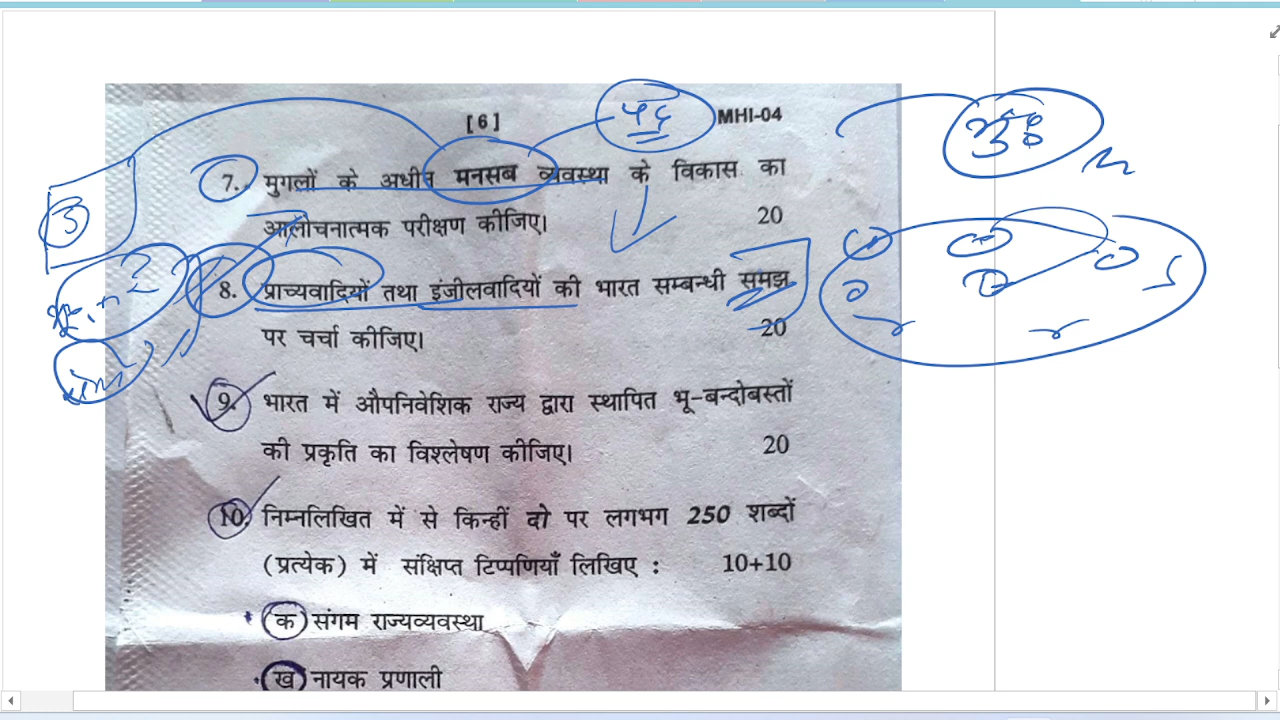 [6]
MHI-04
पद
7. मुगलों के अधीन मनसब व्यवस्था के विकास का
आलोचनात्मक परीक्षण कीजिए। 20
8. प्राच्यवादियों तथा इंजीलवादियों की भारत सम्बन्धी समझ
पर चर्चा कीजिए। 20
9. भारत में औपनिवेशिक राज्य द्वारा स्थापित भू-बन्दोबस्तों
की प्रकृति का विश्लेषण कीजिए। 20
10. निम्नलिखित में से किन्हीं दो पर लगभग 250 शब्दों
(प्रत्येक) में संक्षिप्त टिप्पणियाँ लिखिए : 10+10
(क) संगम राज्यव्यवस्था
(ख) नायक प्रणाली